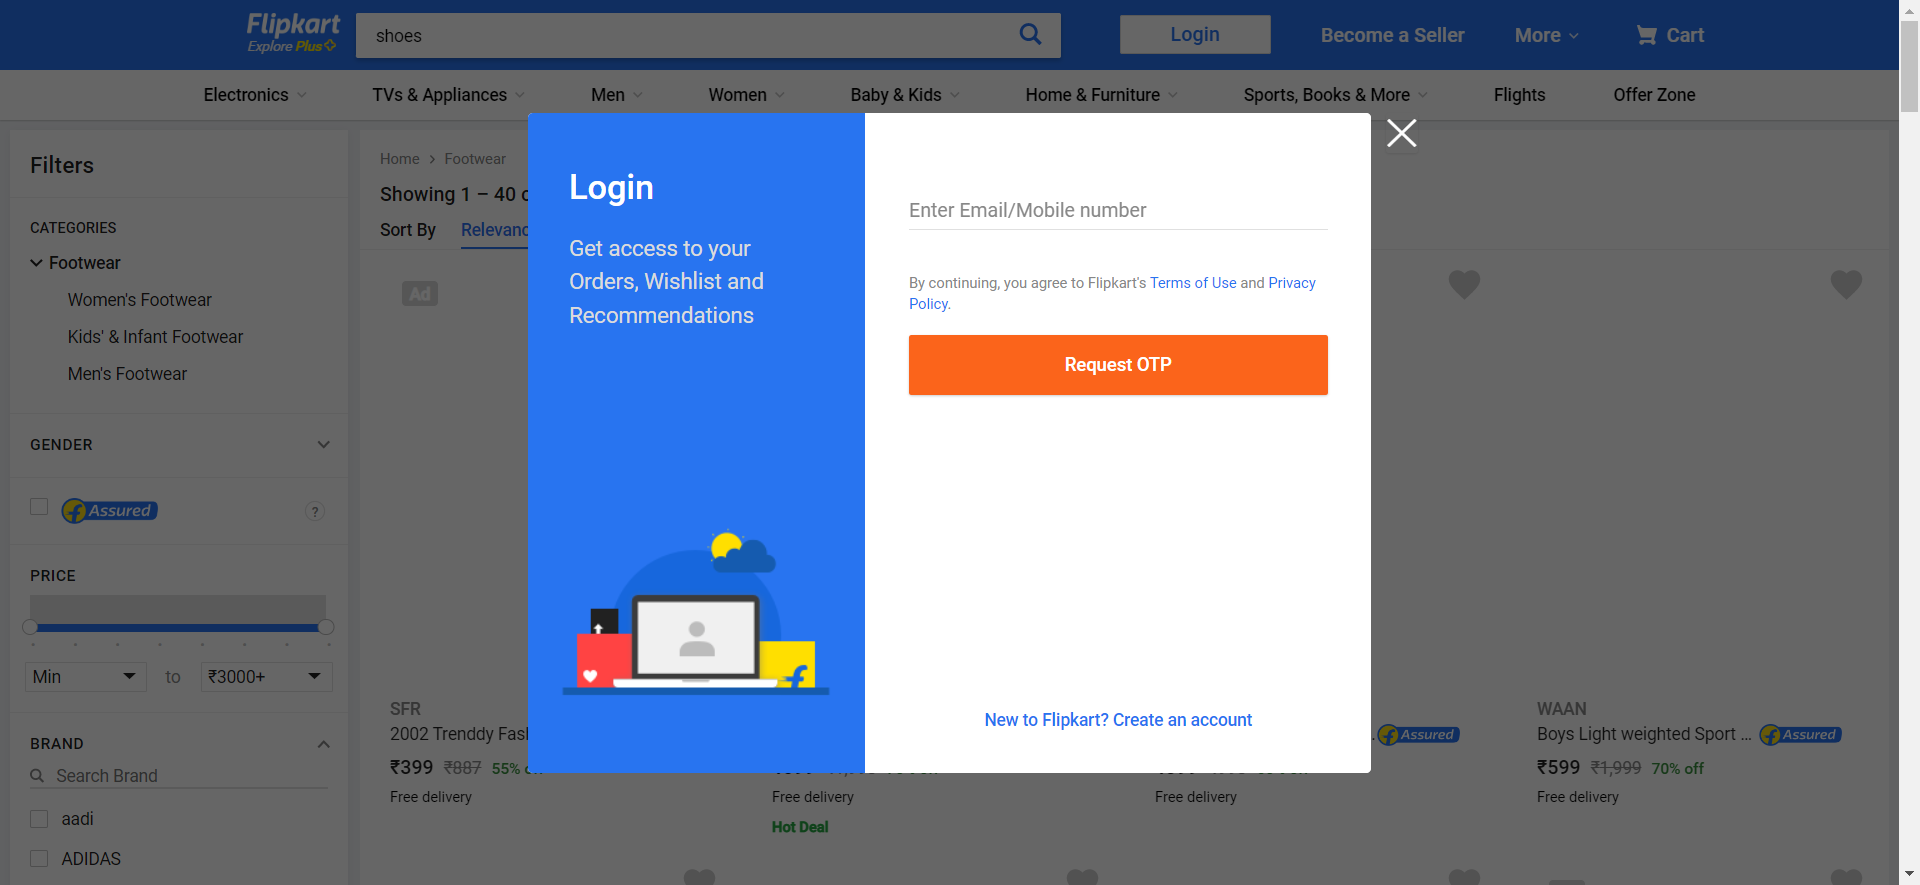 Flipkart
Explore Plus
shoes
Login
Become a Seller
More
Cart
Electronics
TVs & Appliances
Men
Women
Baby & Kids
Home & Furniture
Sports, Books & More
Flights
Offer Zone
Filters
CATEGORIES
Footwear
Women's Footwear
Kids' & Infant Footwear
Men's Footwear
GENDER
Assured
?
PRICE
Min
to
₹3000+
BRAND
Search Brand
aadi
ADIDAS
Home
Footwear
Showing 1 – 40
Sort By
Ad
Login
Get access to your
Orders, Wishlist and
Recommendations
Enter Email/Mobile number
By continuing, you agree to Flipkart's Terms of Use and Privacy
Policy.
Request OTP
New to Flipkart? Create an account
SFR
2002 Trenddy
₹399 ₹887 55%
Free delivery
Free delivery
Hot Deal
Assured
Free delivery
WAAN
Boys Light weighted Sport ...
Assured
₹599 ₹1,999 70% off
Free delivery